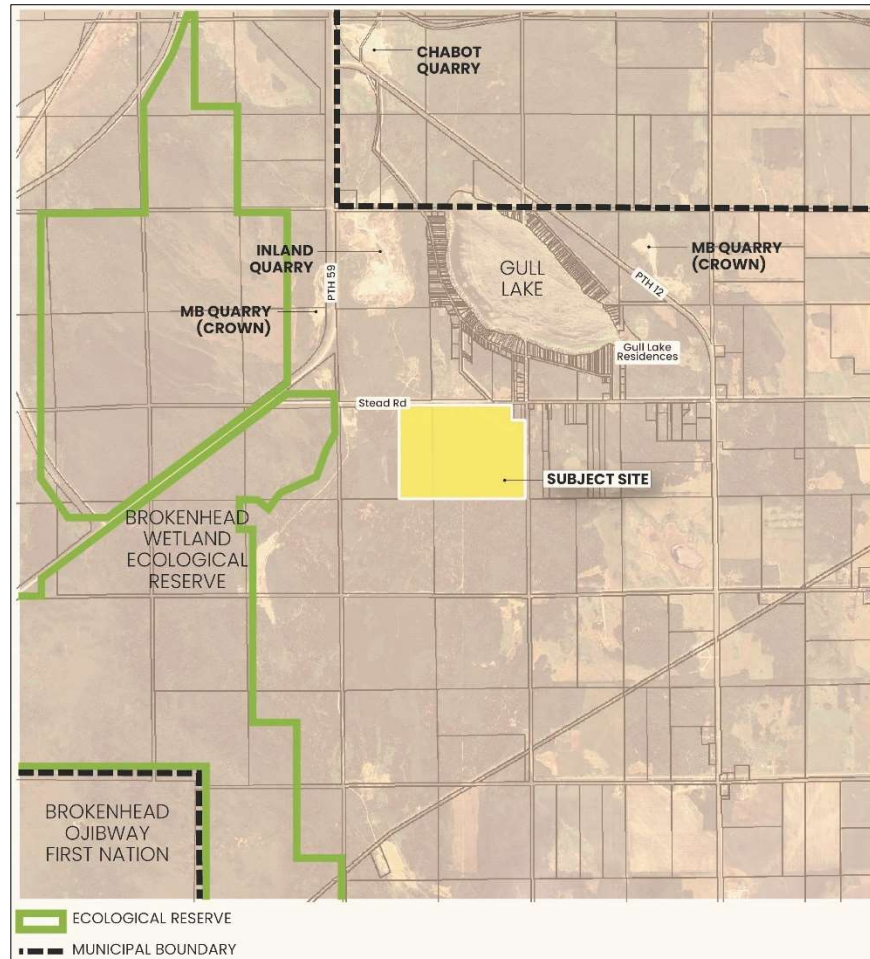 CHABOT
QUARRY
INLAND
QUARRY
PTH 59
MB QUARRY
(CROWN)
GULL
LAKE
MB QUARRY
(CROWN)
PTH 12
Gull Lake
Residences
Stead Rd
SUBJECT SITE
BROKENHEAD
WETLAND
ECOLOGICAL
RESERVE
BROKENHEAD
OJIBWAY
FIRST NATION
ECOLOGICAL RESERVE
MUNICIPAL BOUNDARY